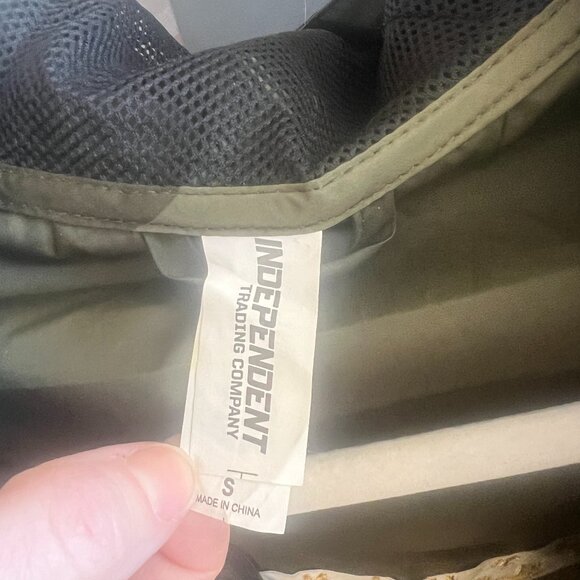 INDEPENDENT
TRADING COMPANY
S
MADE IN CHINA